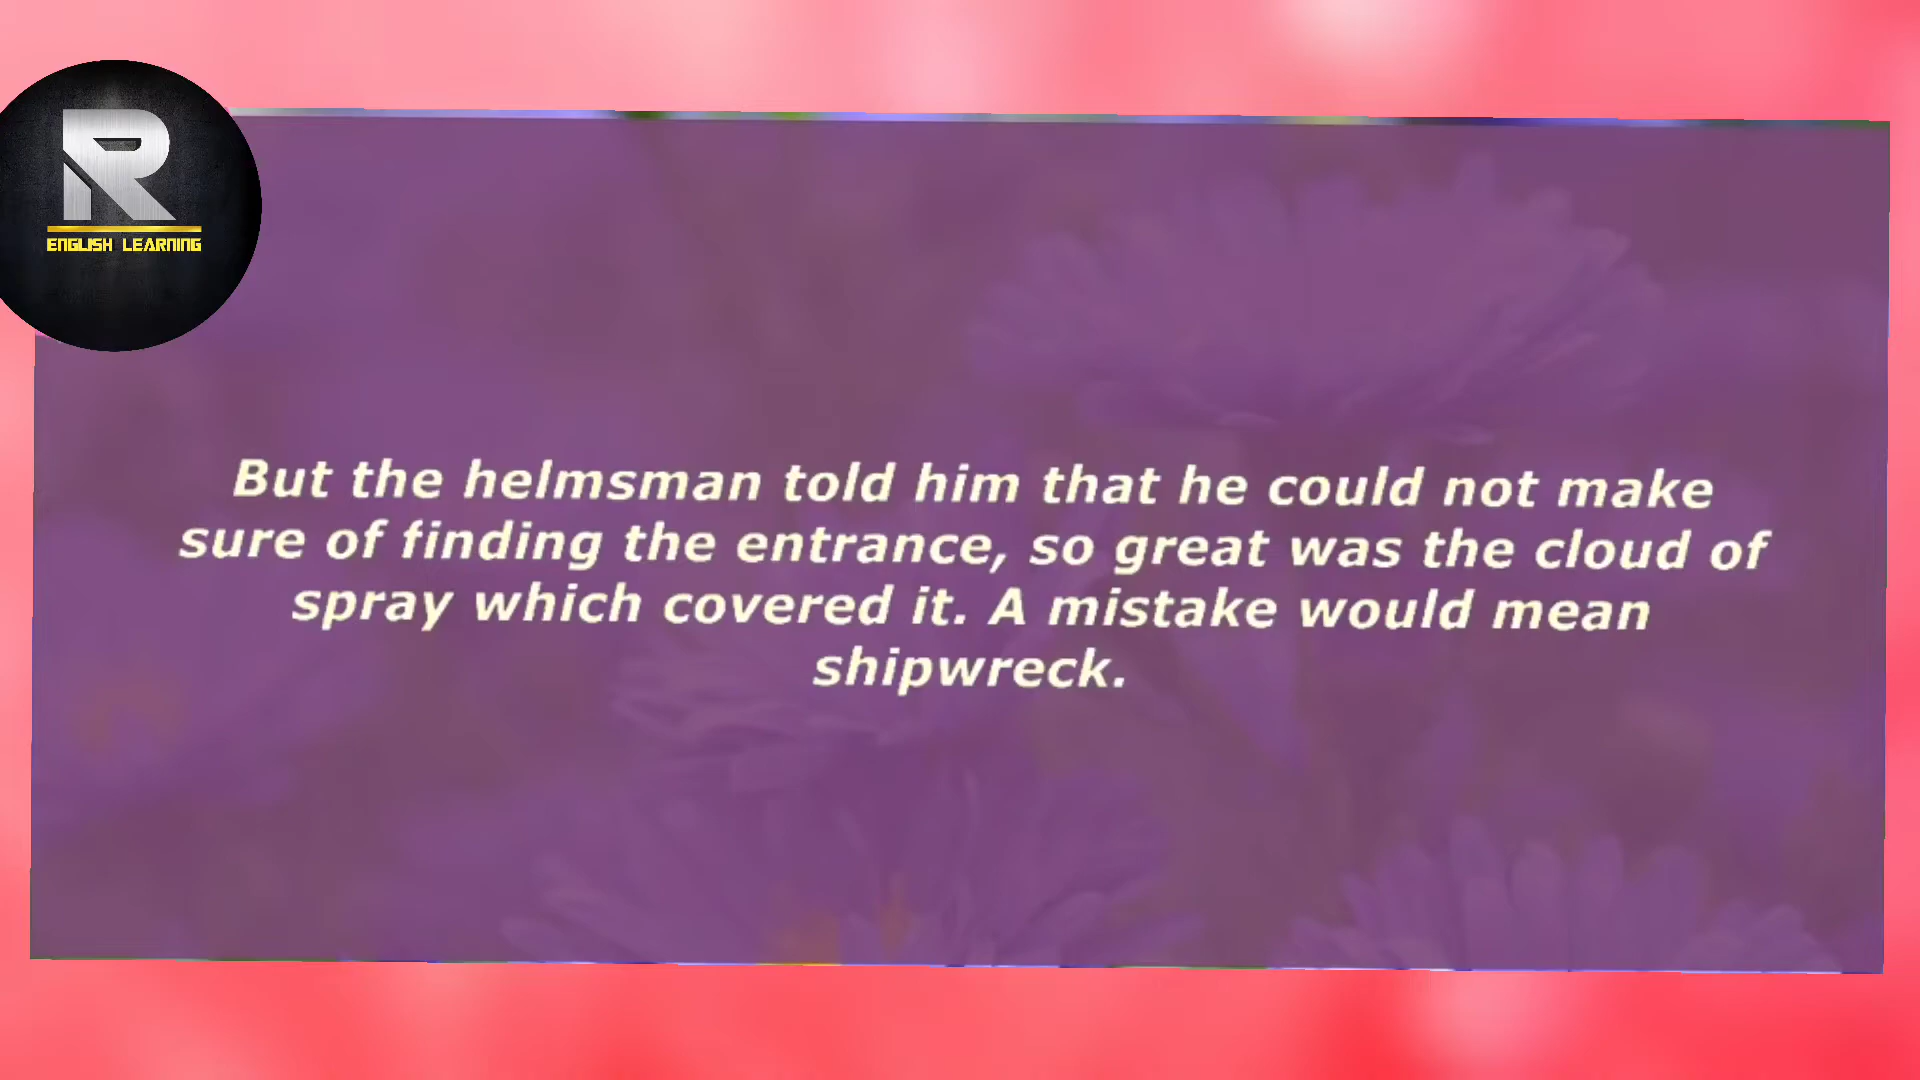 R
ENGLISH LEARNING
But the helmsman told him that he could not make
sure of finding the entrance, so great was the cloud of
spray which covered it. A mistake would mean
shipwreck.